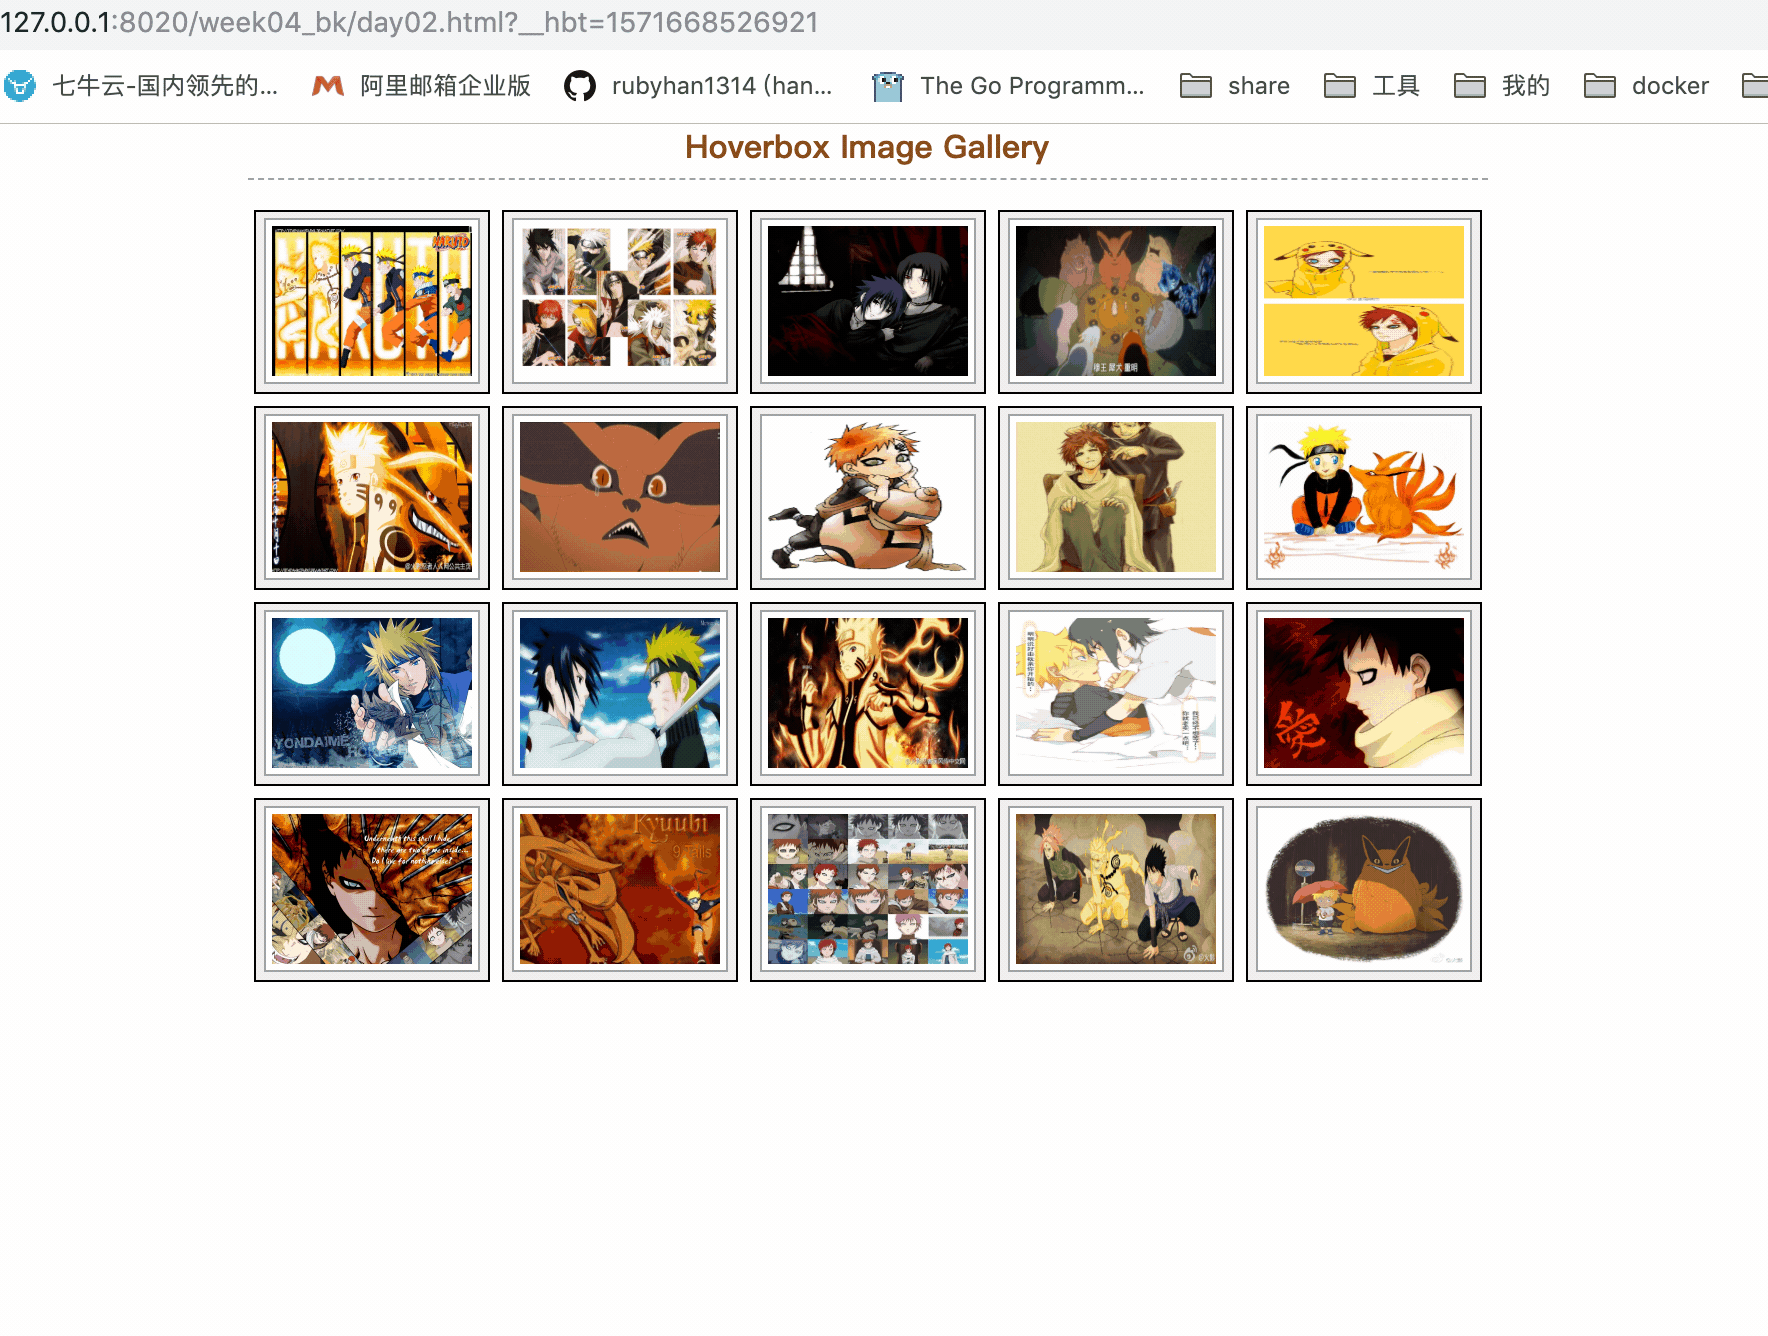 127.0.0.1:8020/week04_bk/day02.html?__hbt=1571668526921
七牛云-国内领先的...
阿里邮箱企业版
rubyhan1314 (han...
The Go Programm...
share
工具
我的
docker
Hoverbox Image Gallery
NARUTO
YONDAIME
Underneath this shell I hide,
there are two of me inside...
Do I live for nothing else?
Kyuubi
9 Tails